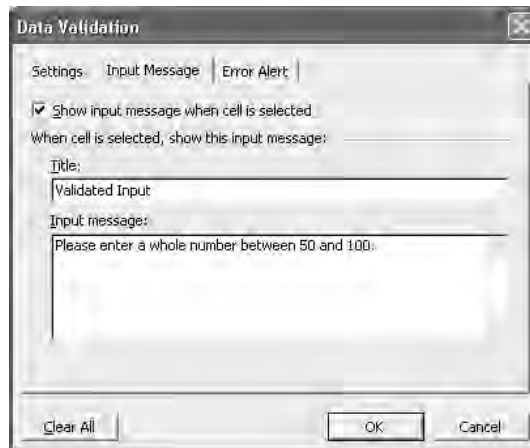 Data Validation
Settings Input Message Error Alert
Show input message when cell is selected
When cell is selected, show this input message:
Title:
Validated Input
Input message:
Please enter a whole number between 50 and 100.
Clear All OK Cancel